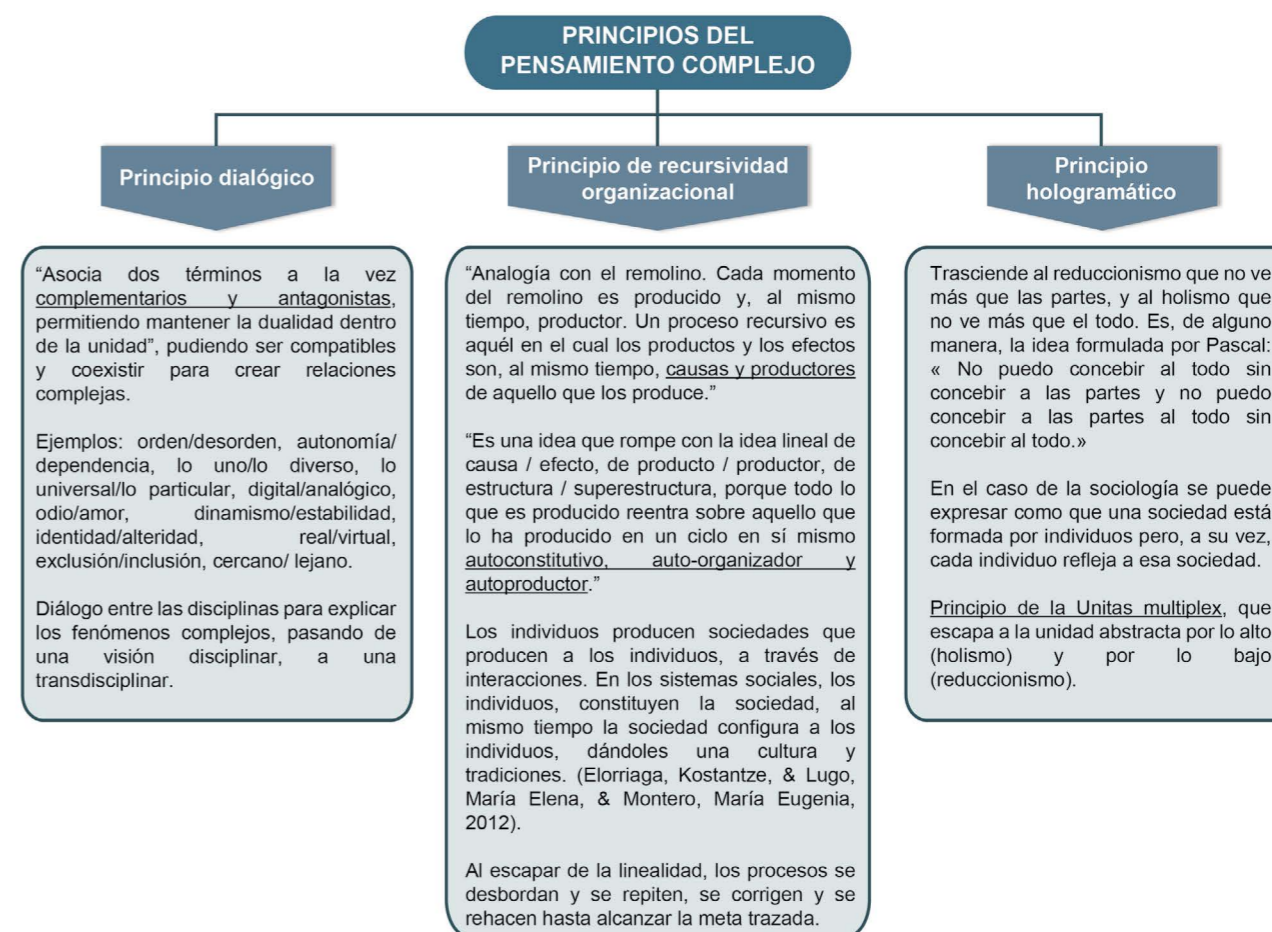 PRINCIPIOS DEL
PENSAMIENTO COMPLEJO
Principio dialógico
“Asocia dos términos a la vez
complementarios y antagonistas,
permitiendo mantener la dualidad dentro
de la unidad”, pudiendo ser compatibles
y coexistir para crear relaciones
complejas.
Ejemplos: orden/desorden, autonomía/
dependencia, lo uno/lo diverso, lo
universal/lo particular, digital/analógico,
odio/amor, dinamismo/estabilidad,
identidad/alteridad, real/virtual,
exclusión/inclusión, cercano/ lejano.
Diálogo entre las disciplinas para explicar
los fenómenos complejos, pasando de
una visión disciplinar, a una
transdisciplinar.
Principio de recursividad
organizacional
“Analogía con el remolino. Cada momento
del remolino es producido y, al mismo
tiempo, productor. Un proceso recursivo es
aquél en el cual los productos y los efectos
son, al mismo tiempo, causas y productores
de aquello que los produce.”
“Es una idea que rompe con la idea lineal de
causa / efecto, de producto / productor, de
estructura / superestructura, porque todo lo
que es producido reentra sobre aquello que
lo ha producido en un ciclo en sí mismo
autoconstitutivo, auto-organizador y
autoproductor.”
Los individuos producen sociedades que
producen a los individuos, a través de
interacciones. En los sistemas sociales, los
individuos, constituyen la sociedad, al
mismo tiempo la sociedad configura a los
individuos, dándoles una cultura y
tradiciones. (Elorriaga, Kostantze, & Lugo,
María Elena, & Montero, María Eugenia,
2012).
Al escapar de la linealidad, los procesos se
desbordan y se repiten, se corrigen y se
rehacen hasta alcanzar la meta trazada.
Principio
hologramático
Trasciende al reduccionismo que no ve
más que las partes, y al holismo que
no ve más que el todo. Es, de alguno
manera, la idea formulada por Pascal:
« No puedo concebir al todo sin
concebir a las partes y no puedo
concebir a las partes al todo sin
concebir al todo.»
En el caso de la sociología se puede
expresar como que una sociedad está
formada por individuos pero, a su vez,
cada individuo refleja a esa sociedad.
Principio de la Unitas multiplex, que
escapa a la unidad abstracta por lo alto
(holismo) y por lo bajo
(reduccionismo).